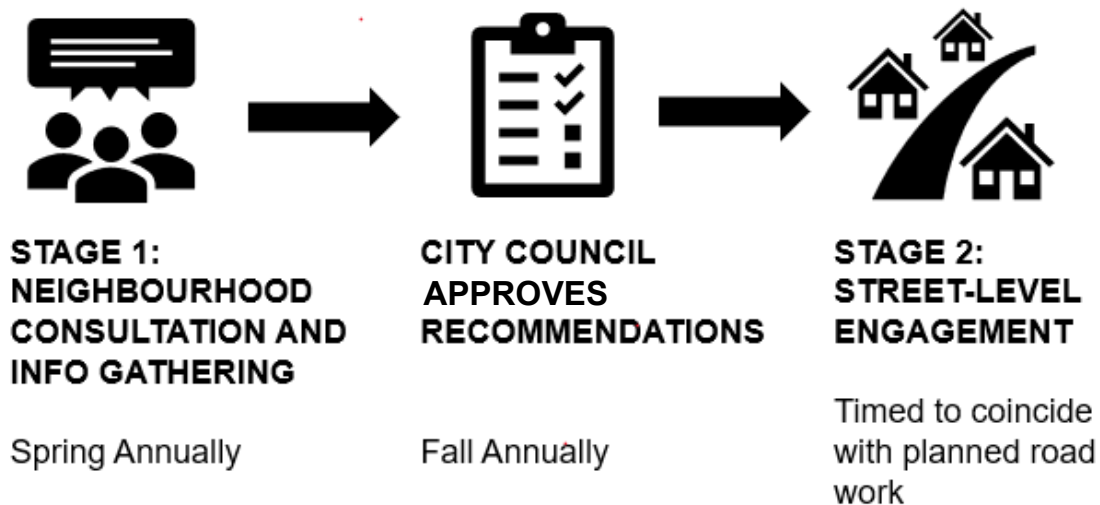 STAGE 1:
NEIGHBOURHOOD
CONSULTATION AND
INFO GATHERING
Spring Annually
CITY COUNCIL
APPROVES
RECOMMENDATIONS
Fall Annually
STAGE 2:
STREET-LEVEL
ENGAGEMENT
Timed to coincide
with planned road
work